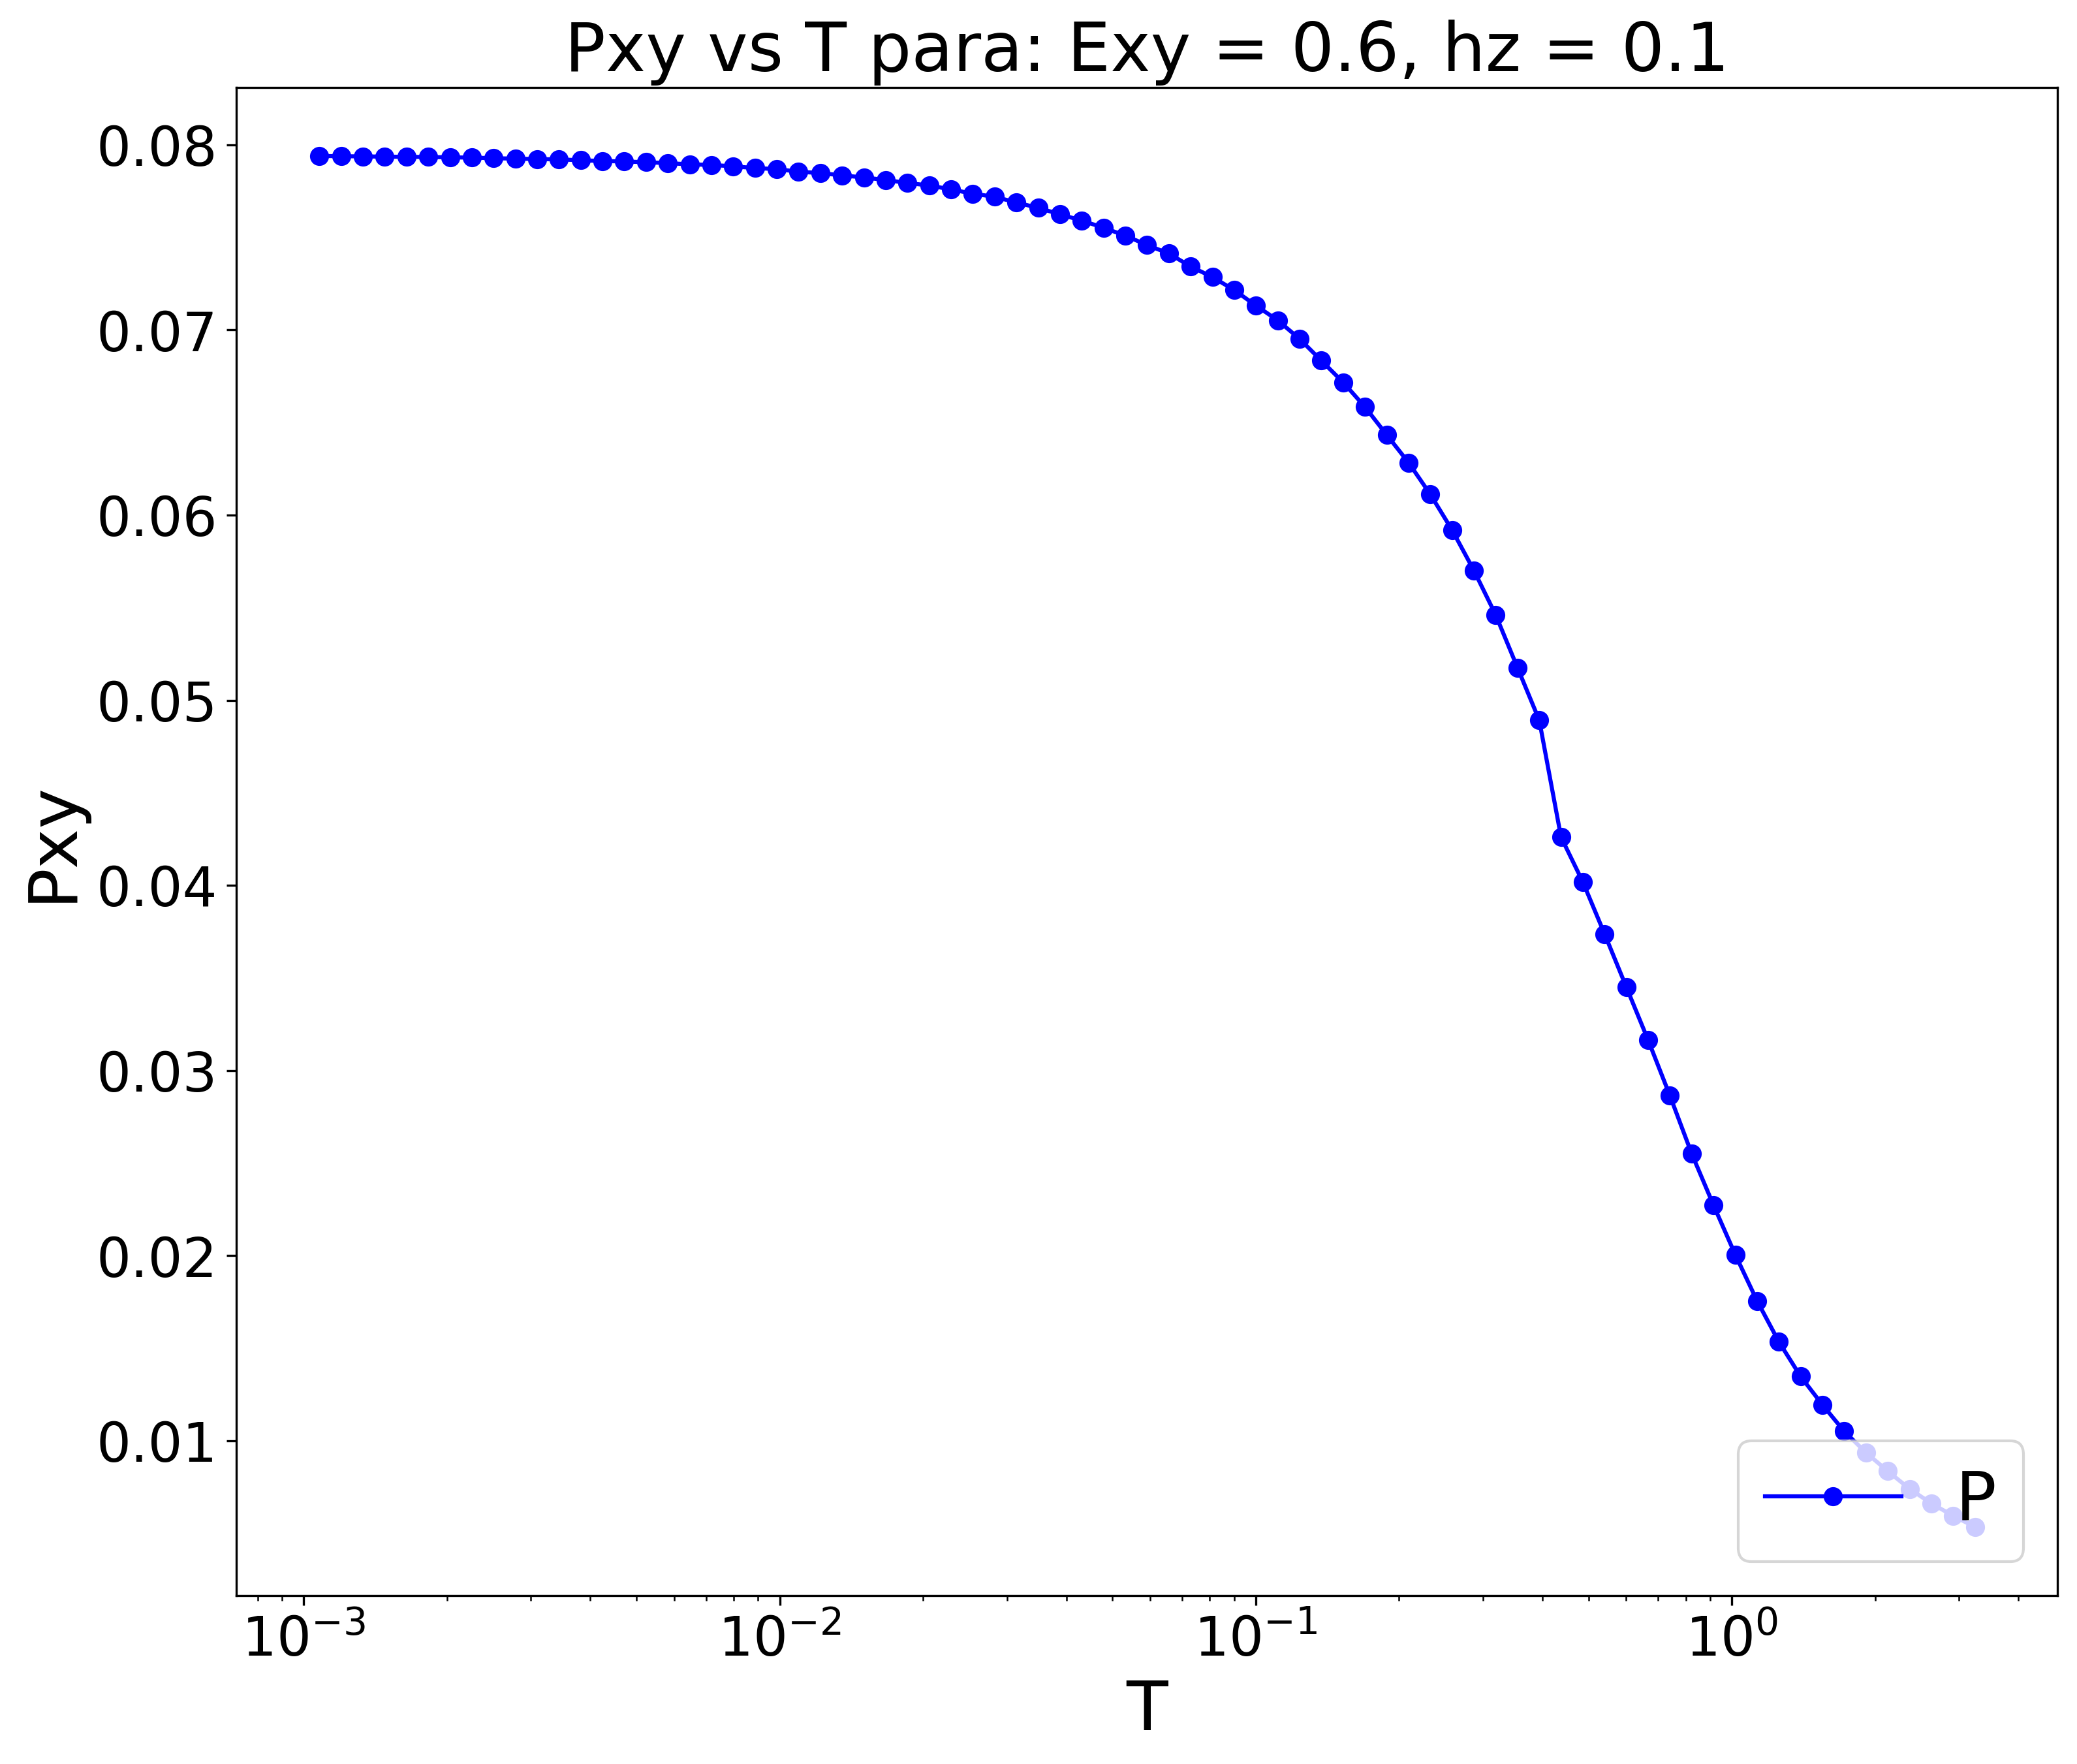 Pxy vs T para: Exy = 0.6, hz = 0.1
0.08
0.07
0.06
0.05
0.04
0.03
0.02
0.01
Pxy
P
10⁻³ 10⁻² 10⁻¹ 10⁰
T